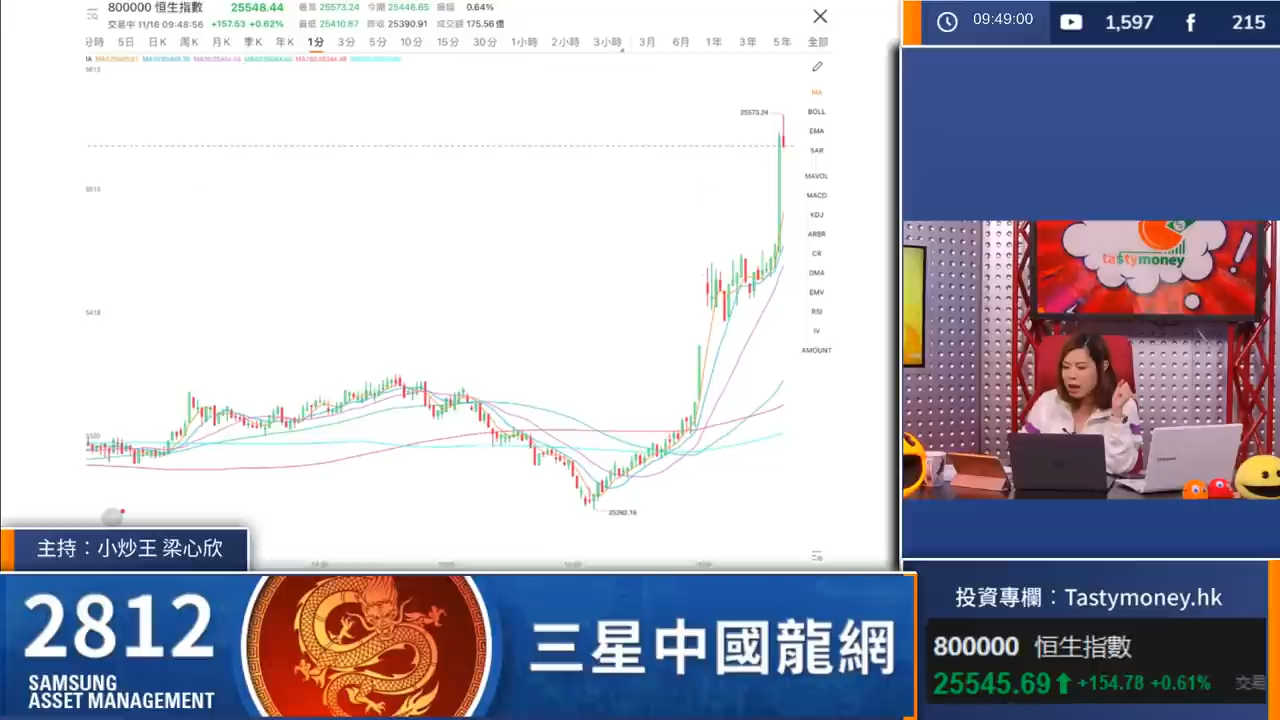 800000 恒生指數 25548.44 最高 25573.24 今開 25446.65 振幅 0.64%
交易中 11/16 09:48:56 +157.63 +0.62% 最低 25410.87 昨收 25390.91 成交額 175.56 億
分時 5日 日K 周K 月K 季K 年K 1分 3分 5分 10分 15分 30分 1小時 2小時 3小時 3月 6月 1年 3年 5年 全部
MA
BOLL
EMA
SAR
MAVOL
MACD
KDJ
ARBR
CR
DMA
EMV
RSI
IV
AMOUNT
25573.24
25282.16
主持：小炒王 梁心欣
2812
SAMSUNG
ASSET MANAGEMENT
三星中國龍網
09:49:00 1,597 215
tastymoney
SAMSUNG
投資專欄：Tastymoney.hk
800000 恒生指數
25545.69 +154.78 +0.61%